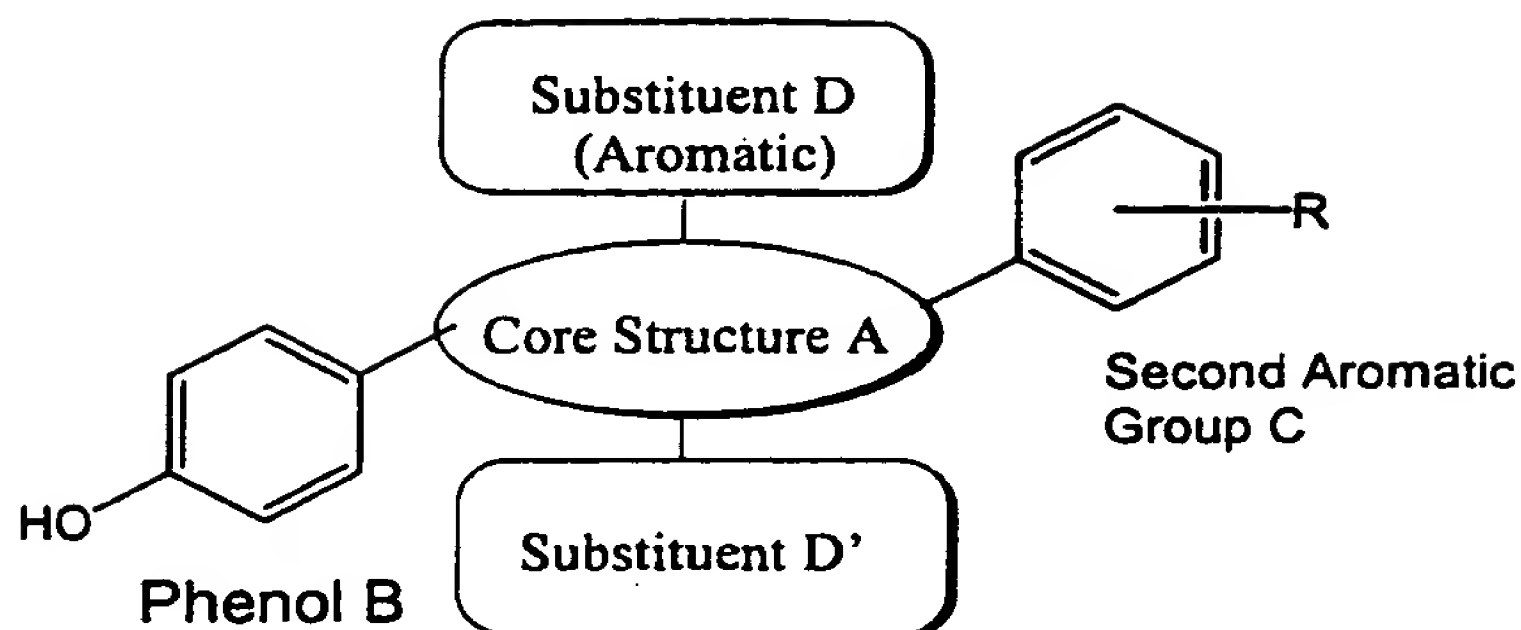 Substituent D
(Aromatic)
R
Core Structure A
Second Aromatic
Group C
HO
Substituent D’
Phenol B